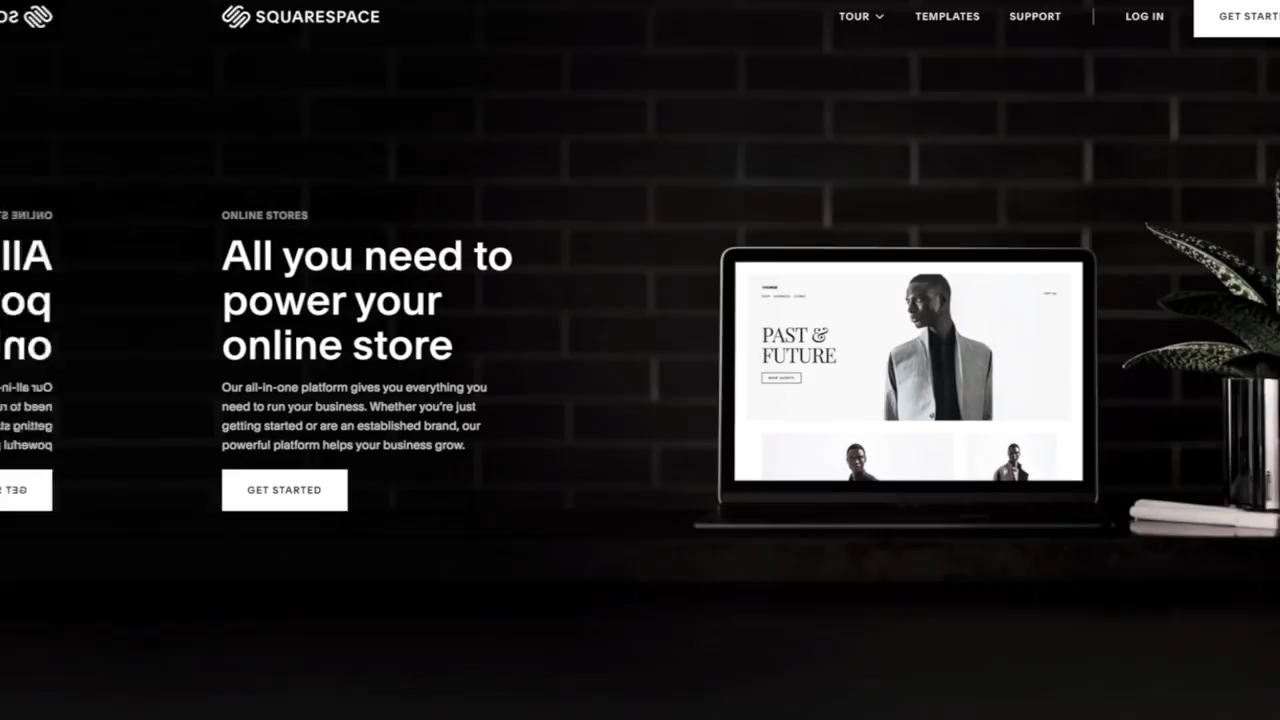 SQUARESPACE
TOUR
TEMPLATES
SUPPORT
LOG IN
GET START
ONLINE STORES
All you need to
power your
online store
Our all-in-one platform gives you everything you
need to run your business. Whether you're just
getting started or are an established brand, our
powerful platform helps your business grow.
GET STARTED
PAST &
FUTURE